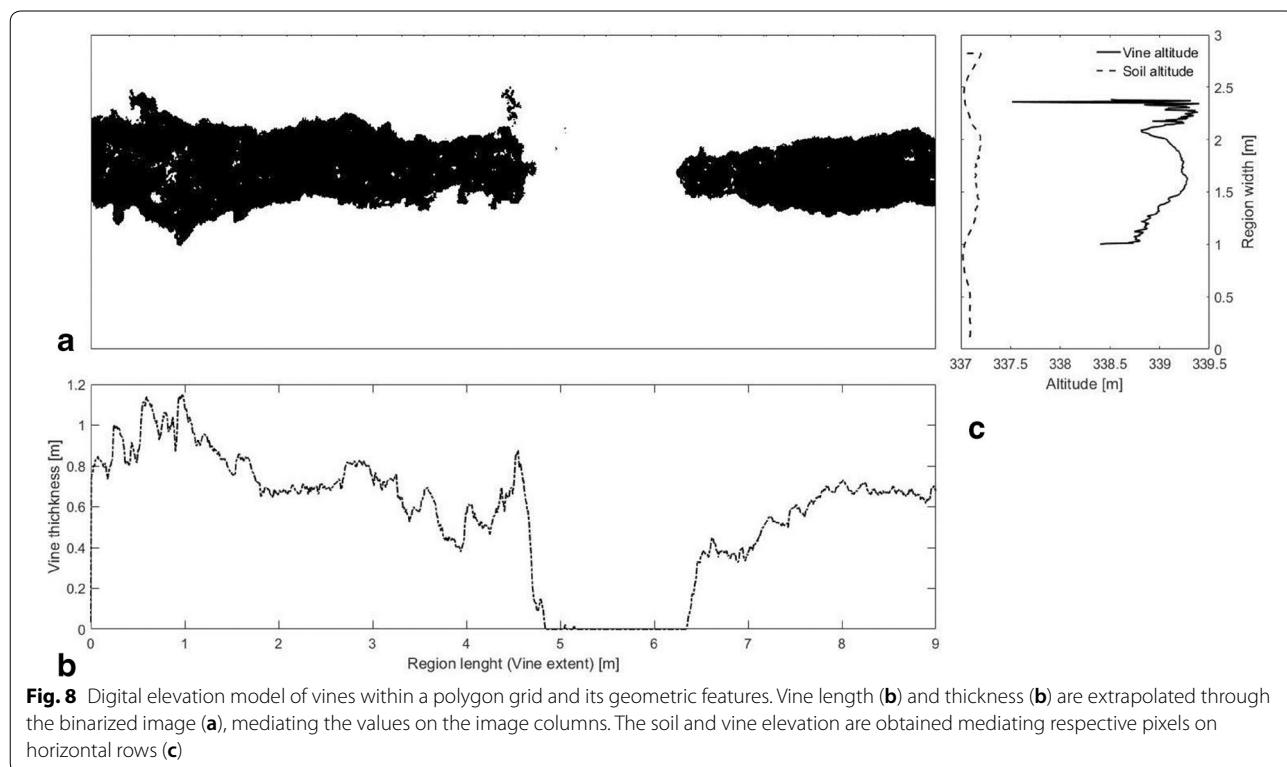 a
3
2.5
2
1.5
1
0.5
0
Region width [m]
Vine altitude
Soil altitude
337 337.5 338 338.5 339 339.5
Altitude [m]
c
1.2
1
0.8
0.6
0.4
0.2
0
Vine thichkness [m]
0 1 2 3 4 5 6 7 8 9
Region lenght (Vine extent) [m]
b
Fig. 8 Digital elevation model of vines within a polygon grid and its geometric features. Vine length (b) and thickness (b) are extrapolated through
the binarized image (a), mediating the values on the image columns. The soil and vine elevation are obtained mediating respective pixels on
horizontal rows (c)